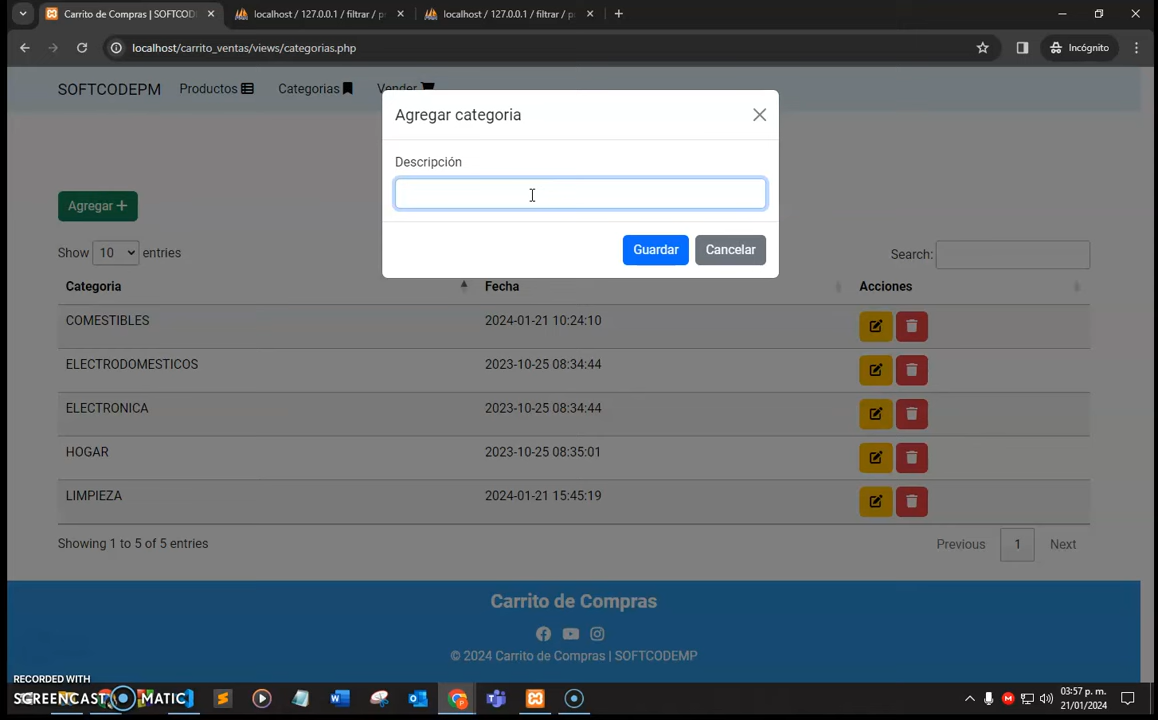 Carrito de Compras | SOFTCOD
localhost / 127.0.0.1 / filtrar / p
localhost / 127.0.0.1 / filtrar / p
localhost/carrito_ventas/views/categorias.php
Incógnito
SOFTCODEPM
Productos
Categorias
Vender
Agregar categoria
Descripción
Guardar
Cancelar
Agregar +
Show 10 entries
Search:
Categoria Fecha Acciones
COMESTIBLES 2024-01-21 10:24:10
ELECTRODOMESTICOS 2023-10-25 08:34:44
ELECTRONICA 2023-10-25 08:34:44
HOGAR 2023-10-25 08:35:01
LIMPIEZA 2024-01-21 15:45:19
Showing 1 to 5 of 5 entries
Previous 1 Next
Carrito de Compras
© 2024 Carrito de Compras | SOFTCODEMP
RECORDED WITH
SCREENCAST MATIC
03:57 p. m.
21/01/2024